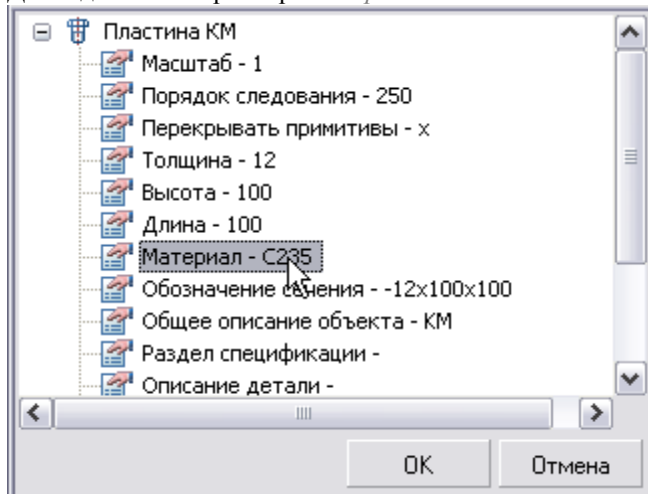 Пластина КМ
Масштаб - 1
Порядок следования - 250
Перекрывать примитивы - x
Толщина - 12
Высота - 100
Длина - 100
Материал - С235
Обозначение сечения - -12x100x100
Общее описание объекта - КМ
Раздел спецификации -
Описание детали -
OK Отмена